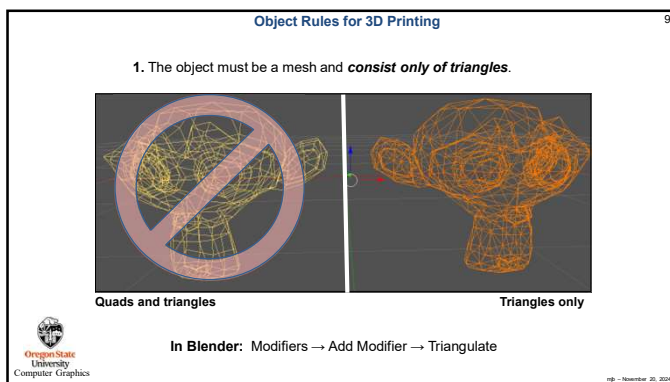 Object Rules for 3D Printing
9
1. The object must be a mesh and consist only of triangles.
Quads and triangles
Triangles only
In Blender: Modifiers → Add Modifier → Triangulate
Oregon State
University
Computer Graphics
mjb – November 20, 2024